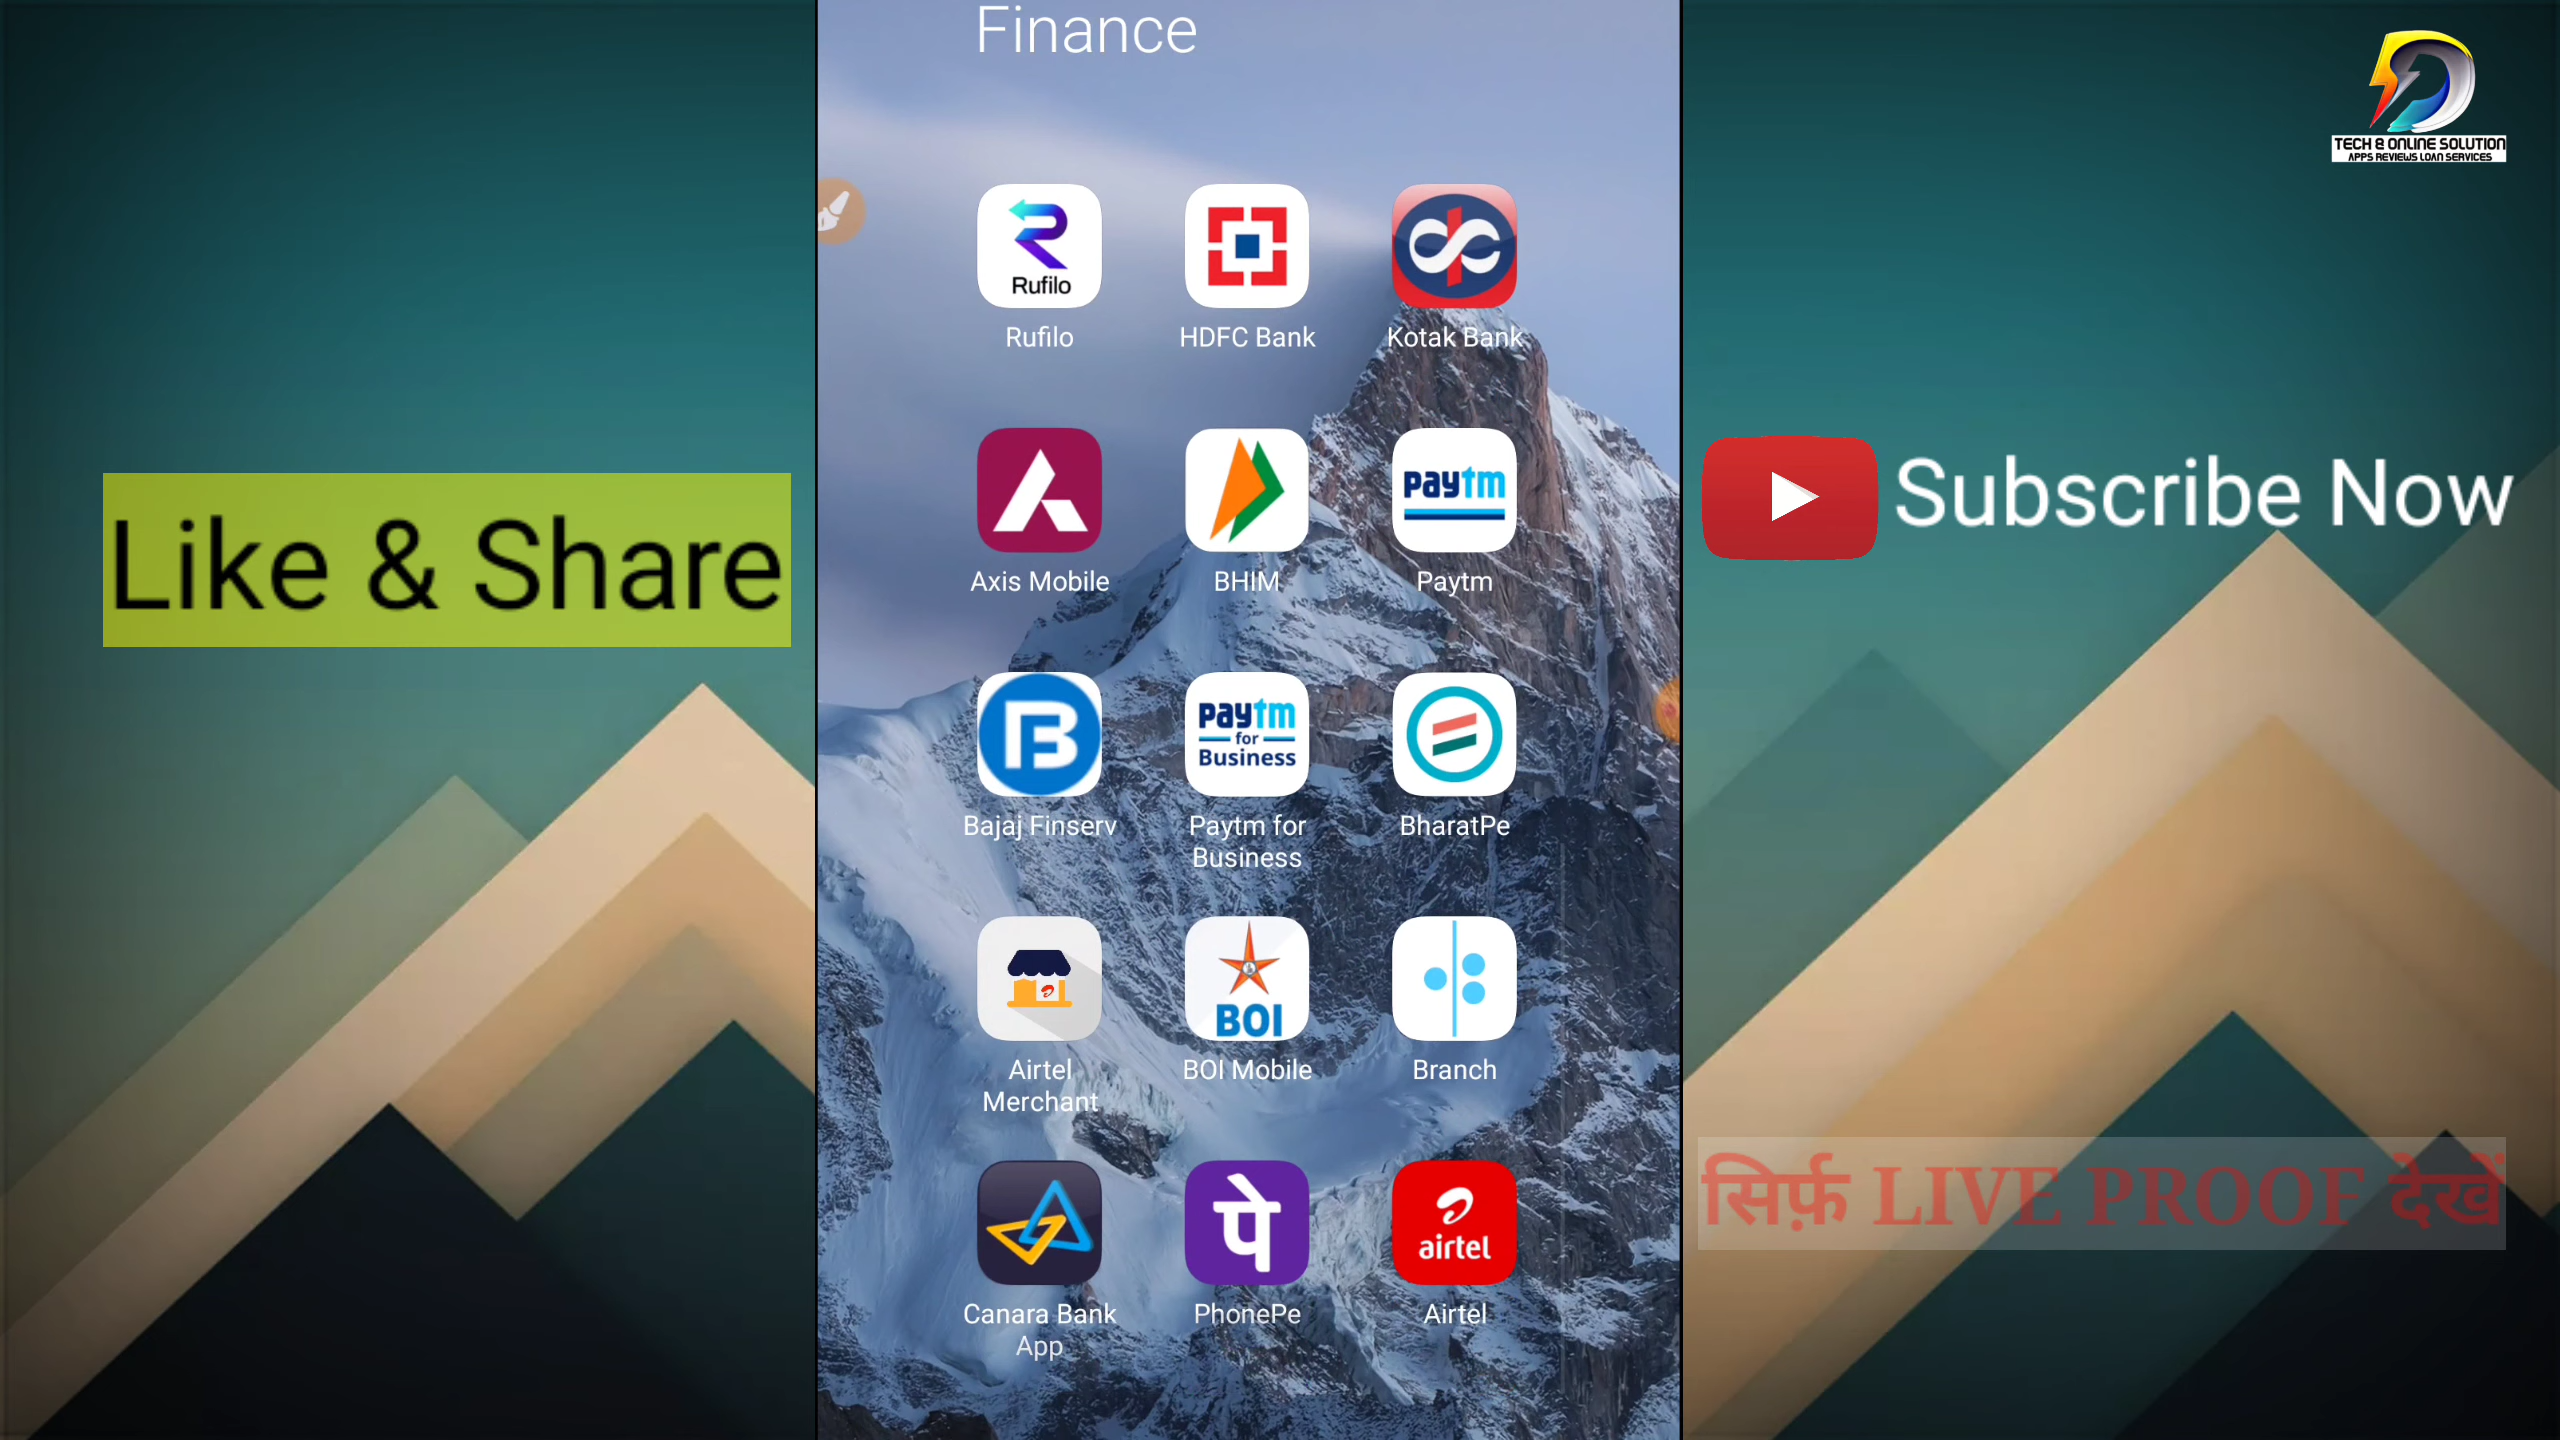 Finance
TECH & ONLINE SOLUTION
APPS REVIEWS LOAN SERVICES
Rufilo
Rufilo
HDFC Bank
Kotak Bank
Like & Share
Subscribe Now
paytm
Axis Mobile
BHIM
Paytm
paytm
for
Business
Bajaj Finserv
Paytm for
Business
BharatPe
BOI
Airtel
Merchant
BOI Mobile
Branch
सिर्फ़ LIVE PROOF देखें
पे
airtel
Canara Bank
App
PhonePe
Airtel